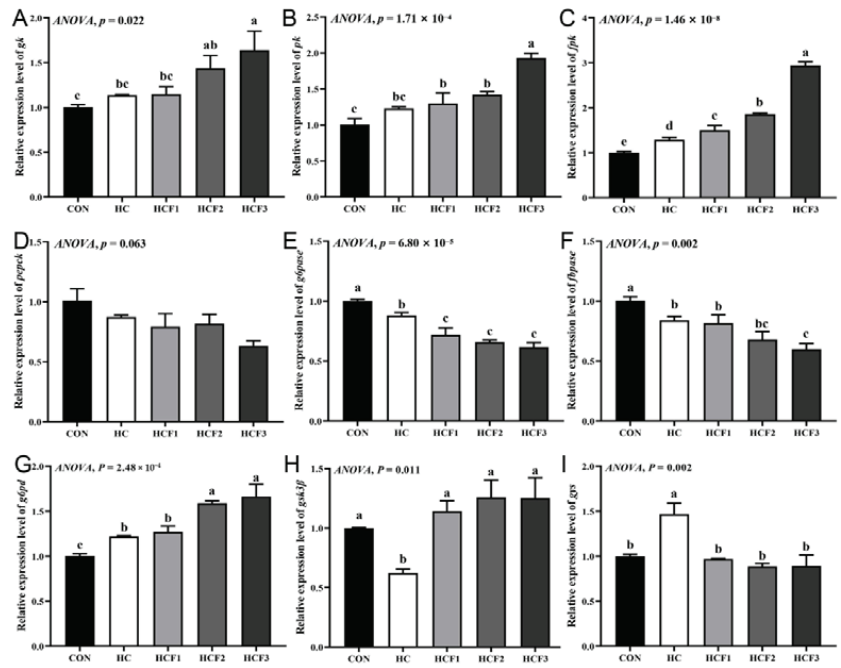 A ANOVA, p = 0.022
Relative expression level of gk
2.0
1.5
1.0
0.5
0.0
c bc bc ab a
CON HC HCF1 HCF2 HCF3
B ANOVA, p = 1.71 × 10⁻⁴
Relative expression level of pk
2.5
2.0
1.5
1.0
0.5
0.0
c bc b b a
CON HC HCF1 HCF2 HCF3
C ANOVA, p = 1.46 × 10⁻⁸
Relative expression level of fpk
4
3
2
1
0
e d c b a
CON HC HCF1 HCF2 HCF3
D ANOVA, p = 0.063
Relative expression level of pepck
1.5
1.0
0.5
0.0
CON HC HCF1 HCF2 HCF3
E ANOVA, p = 6.80 × 10⁻⁵
Relative expression level of g6pase
1.5
1.0
0.5
0.0
a b c c c
CON HC HCF1 HCF2 HCF3
F ANOVA, p = 0.002
Relative expression level of fbpase
1.5
1.0
0.5
0.0
a b b bc c
CON HC HCF1 HCF2 HCF3
G ANOVA, P = 2.48 × 10⁻⁴
Relative expression level of g6pd
2.0
1.5
1.0
0.5
0.0
c b b a a
CON HC HCF1 HCF2 HCF3
H ANOVA, P = 0.011
Relative expression level of gsk3β
1.5
1.0
0.5
0.0
a b a a a
CON HC HCF1 HCF2 HCF3
I ANOVA, P = 0.002
Relative expression level of gys
2.0
1.5
1.0
0.5
0.0
b a b b b
CON HC HCF1 HCF2 HCF3